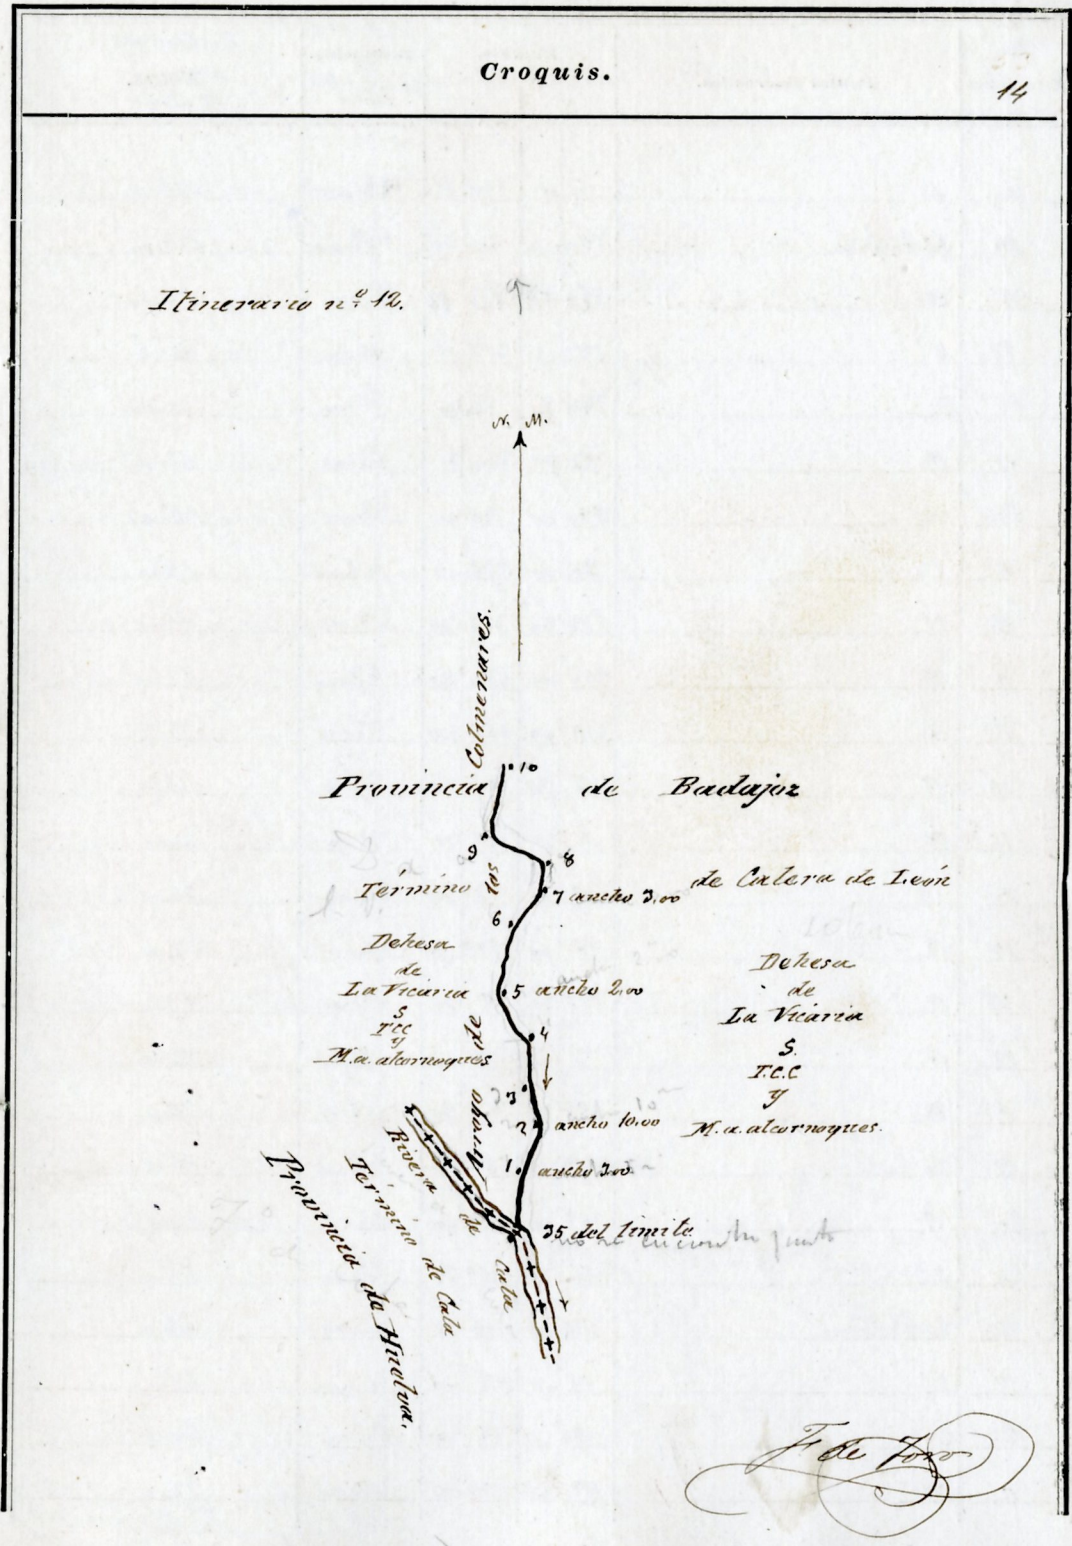 Croquis.
14
Itinerario nº 12.
N. M.
Arroyo de los Colmenares.
10
Provincia de Badajoz
9
8
Término de Calera de León
7 ancho 3,00
6
Dehesa
de
La Vicaria
S
T.C.C
y
M.a. alcornoques
Dehesa
de
La Vicaria
S.
T.C.C
y
M.a. alcornoques.
5 ancho 2,00
4
3
2 ancho 10,00
1 ancho 3,00
35 del límite
Rivera de Cala
Término de Cala
Provincia de Huelva.
F de Toro